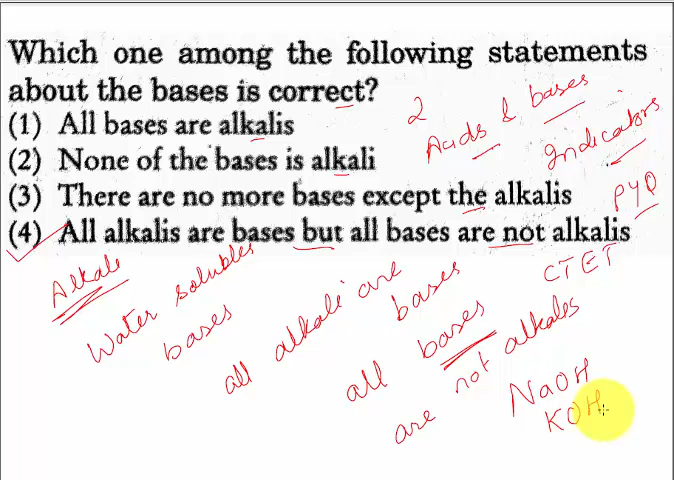 Which one among the following statements
about the bases is correct?
(1) All bases are alkalis
(2) None of the bases is alkali
(3) There are no more bases except the alkalis
(4) All alkalis are bases but all bases are not alkalis
2
Acids & bases
Indicators
PYQ
CTET
Alkale
Water solubles
bases
all alkali are
bases
all bases
are not alkales
NaOH
KOH